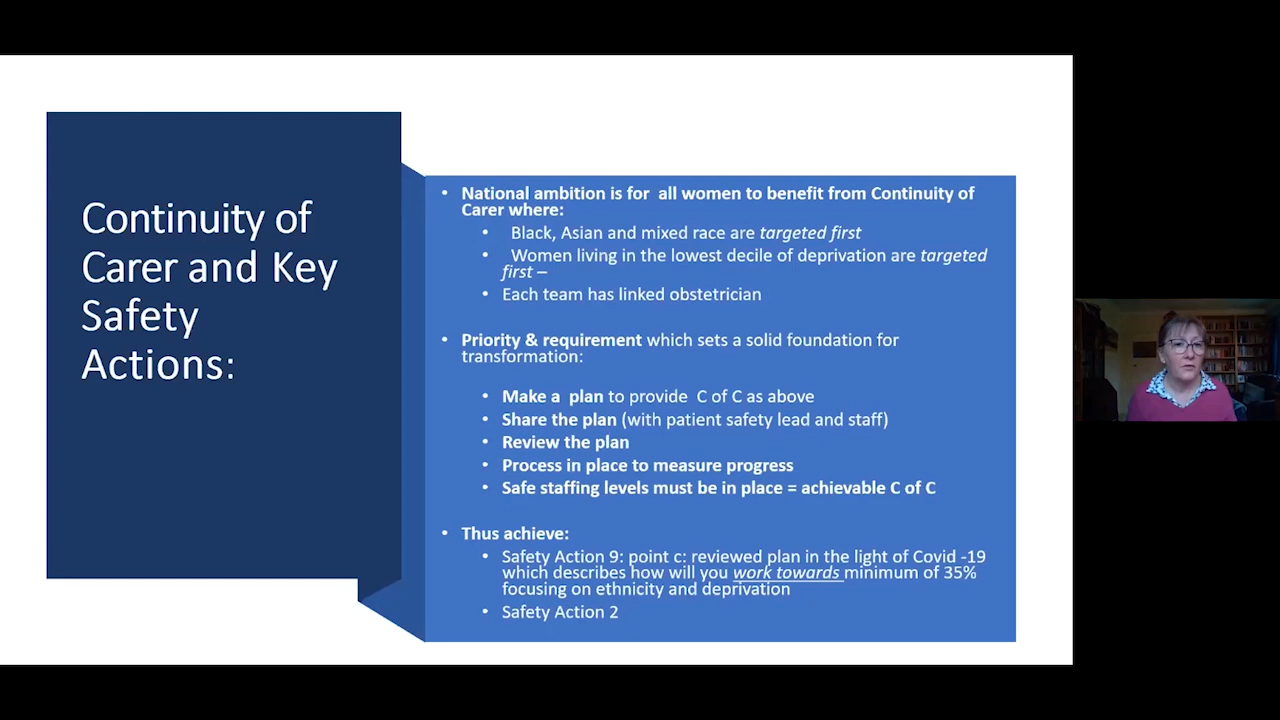 Continuity of
Carer and Key
Safety
Actions:
• National ambition is for all women to benefit from Continuity of
Carer where:
• Black, Asian and mixed race are targeted first
• Women living in the lowest decile of deprivation are targeted
first –
• Each team has linked obstetrician
• Priority & requirement which sets a solid foundation for
transformation:
• Make a plan to provide C of C as above
• Share the plan (with patient safety lead and staff)
• Review the plan
• Process in place to measure progress
• Safe staffing levels must be in place = achievable C of C
• Thus achieve:
• Safety Action 9: point c: reviewed plan in the light of Covid -19
which describes how will you work towards minimum of 35%
focusing on ethnicity and deprivation
• Safety Action 2